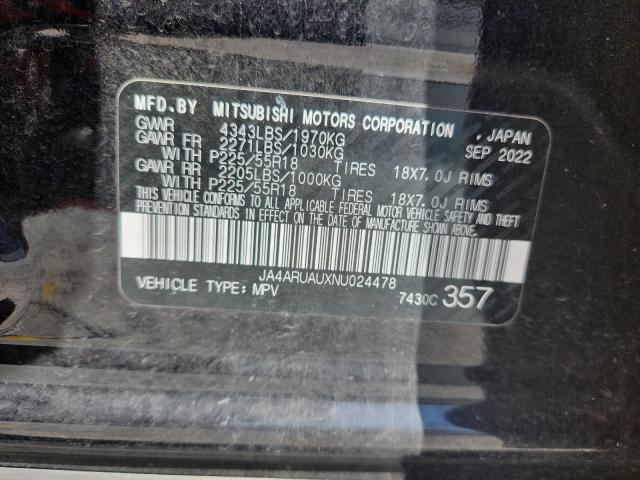 MFD.BY MITSUBISHI MOTORS CORPORATION , JAPAN
GVWR 4343LBS/1970KG SEP 2022
GAWR FR 2271LBS/1030KG
WITH P225/55R18 TIRES 18X7.0J RIMS
GAWR RR 2205LBS/1000KG
WITH P225/55R18 TIRES 18X7.0J RIMS
THIS VEHICLE CONFORMS TO ALL APPLICABLE FEDERAL MOTOR VEHICLE SAFETY AND THEFT
PREVENTION STANDARDS IN EFFECT ON THE DATE OF MANUFACTURE SHOWN ABOVE.
JA4ARUAUXNU024478
VEHICLE TYPE: MPV 7430C 357